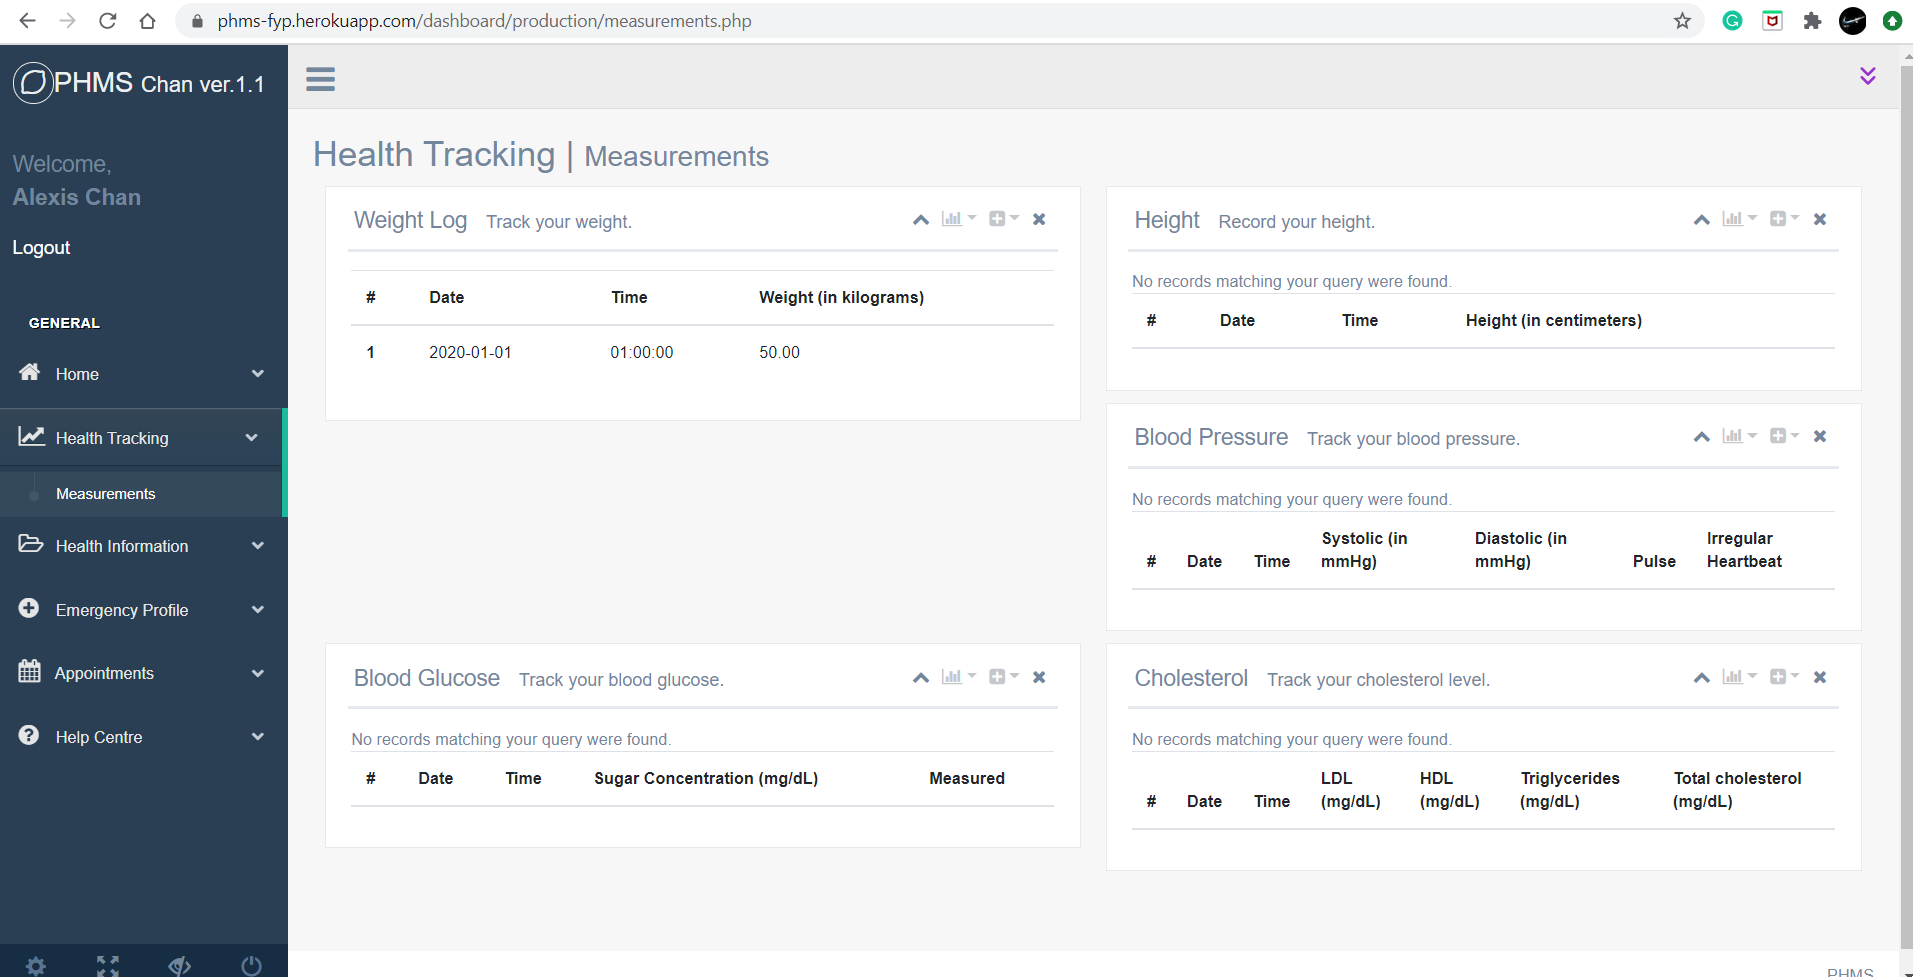 phms-fyp.herokuapp.com/dashboard/production/measurements.php
PHMS Chan ver.1.1
Welcome,
Alexis Chan
Logout
GENERAL
Home
Health Tracking
Measurements
Health Information
Emergency Profile
Appointments
Help Centre
Health Tracking | Measurements
Weight Log Track your weight.
# Date Time Weight (in kilograms)
1 2020-01-01 01:00:00 50.00
Height Record your height.
No records matching your query were found.
# Date Time Height (in centimeters)
Blood Pressure Track your blood pressure.
No records matching your query were found.
# Date Time Systolic (in mmHg) Diastolic (in mmHg) Pulse Irregular Heartbeat
Blood Glucose Track your blood glucose.
No records matching your query were found.
# Date Time Sugar Concentration (mg/dL) Measured
Cholesterol Track your cholesterol level.
No records matching your query were found.
# Date Time LDL (mg/dL) HDL (mg/dL) Triglycerides (mg/dL) Total cholesterol (mg/dL)
PHMS